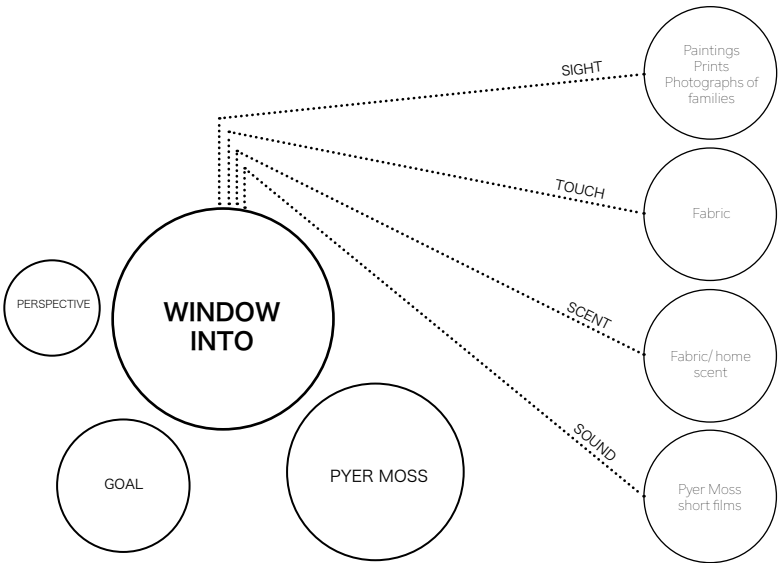 SIGHT
Paintings
Prints
Photographs of
families
TOUCH
Fabric
SCENT
Fabric/ home
scent
SOUND
Pyer Moss
short films
PERSPECTIVE
WINDOW
INTO
GOAL
PYER MOSS